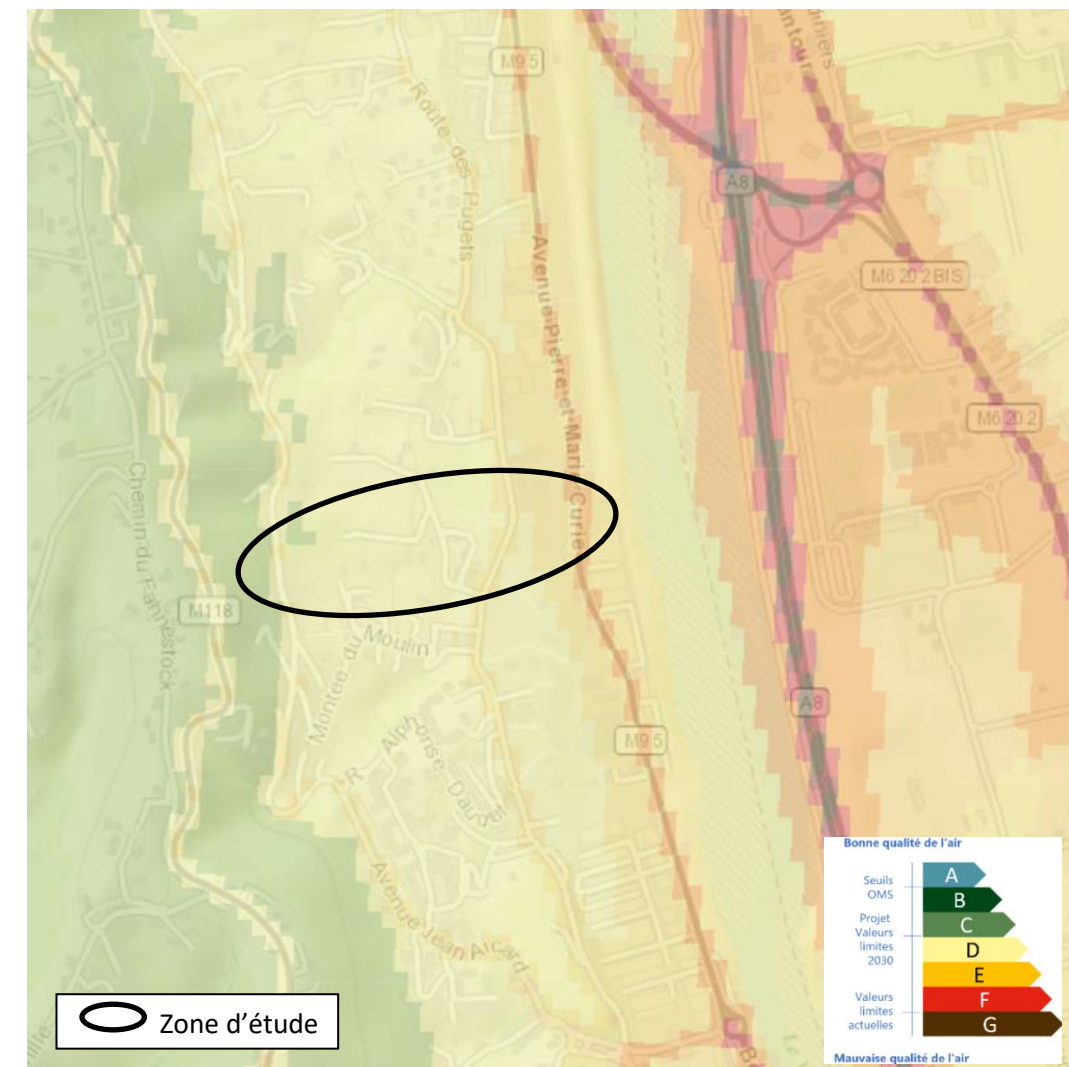 M9 5
Route des Pugets
ntour
A8
M6 20 2 BIS
Avenue Pierre et Marie Curie
M6 20 2
Chemin du Fahnestock
M118
Montée du Moulin
R. Alphonse Daudet
M9 5
A8
Avenue Jean Aicard
Zone d’étude
Bonne qualité de l'air
Seuils
OMS
Projet
Valeurs
limites
2030
Valeurs
limites
actuelles
A
B
C
D
E
F
G
Mauvaise qualité de l'air